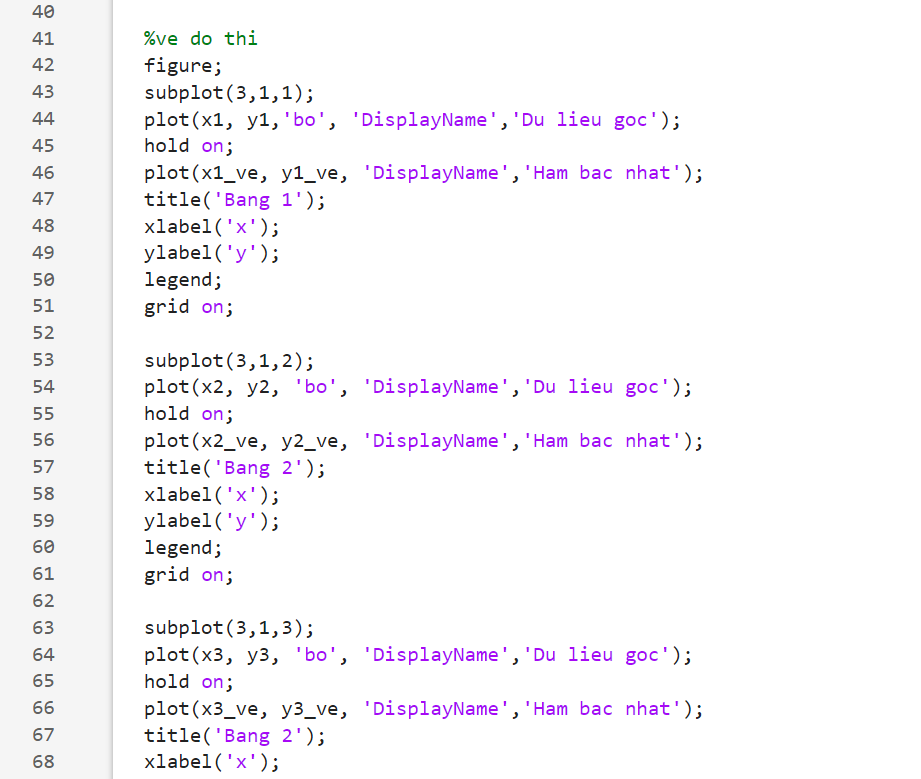 40
41 %ve do thi
42 figure;
43 subplot(3,1,1);
44 plot(x1, y1,'bo', 'DisplayName','Du lieu goc');
45 hold on;
46 plot(x1_ve, y1_ve, 'DisplayName','Ham bac nhat');
47 title('Bang 1');
48 xlabel('x');
49 ylabel('y');
50 legend;
51 grid on;
52
53 subplot(3,1,2);
54 plot(x2, y2, 'bo', 'DisplayName','Du lieu goc');
55 hold on;
56 plot(x2_ve, y2_ve, 'DisplayName','Ham bac nhat');
57 title('Bang 2');
58 xlabel('x');
59 ylabel('y');
60 legend;
61 grid on;
62
63 subplot(3,1,3);
64 plot(x3, y3, 'bo', 'DisplayName','Du lieu goc');
65 hold on;
66 plot(x3_ve, y3_ve, 'DisplayName','Ham bac nhat');
67 title('Bang 2');
68 xlabel('x');